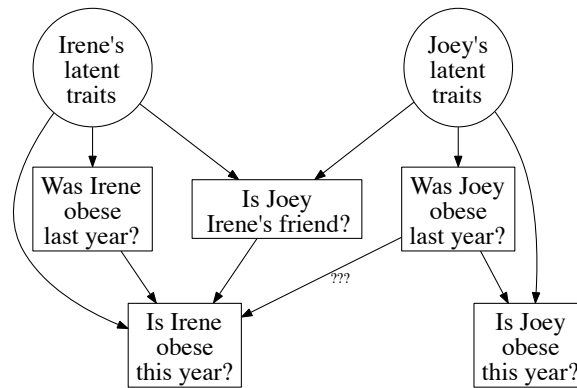 Irene's
latent
traits
Joey's
latent
traits
Was Irene
obese
last year?
Is Joey
Irene's friend?
Was Joey
obese
last year?
???
Is Irene
obese
this year?
Is Joey
obese
this year?